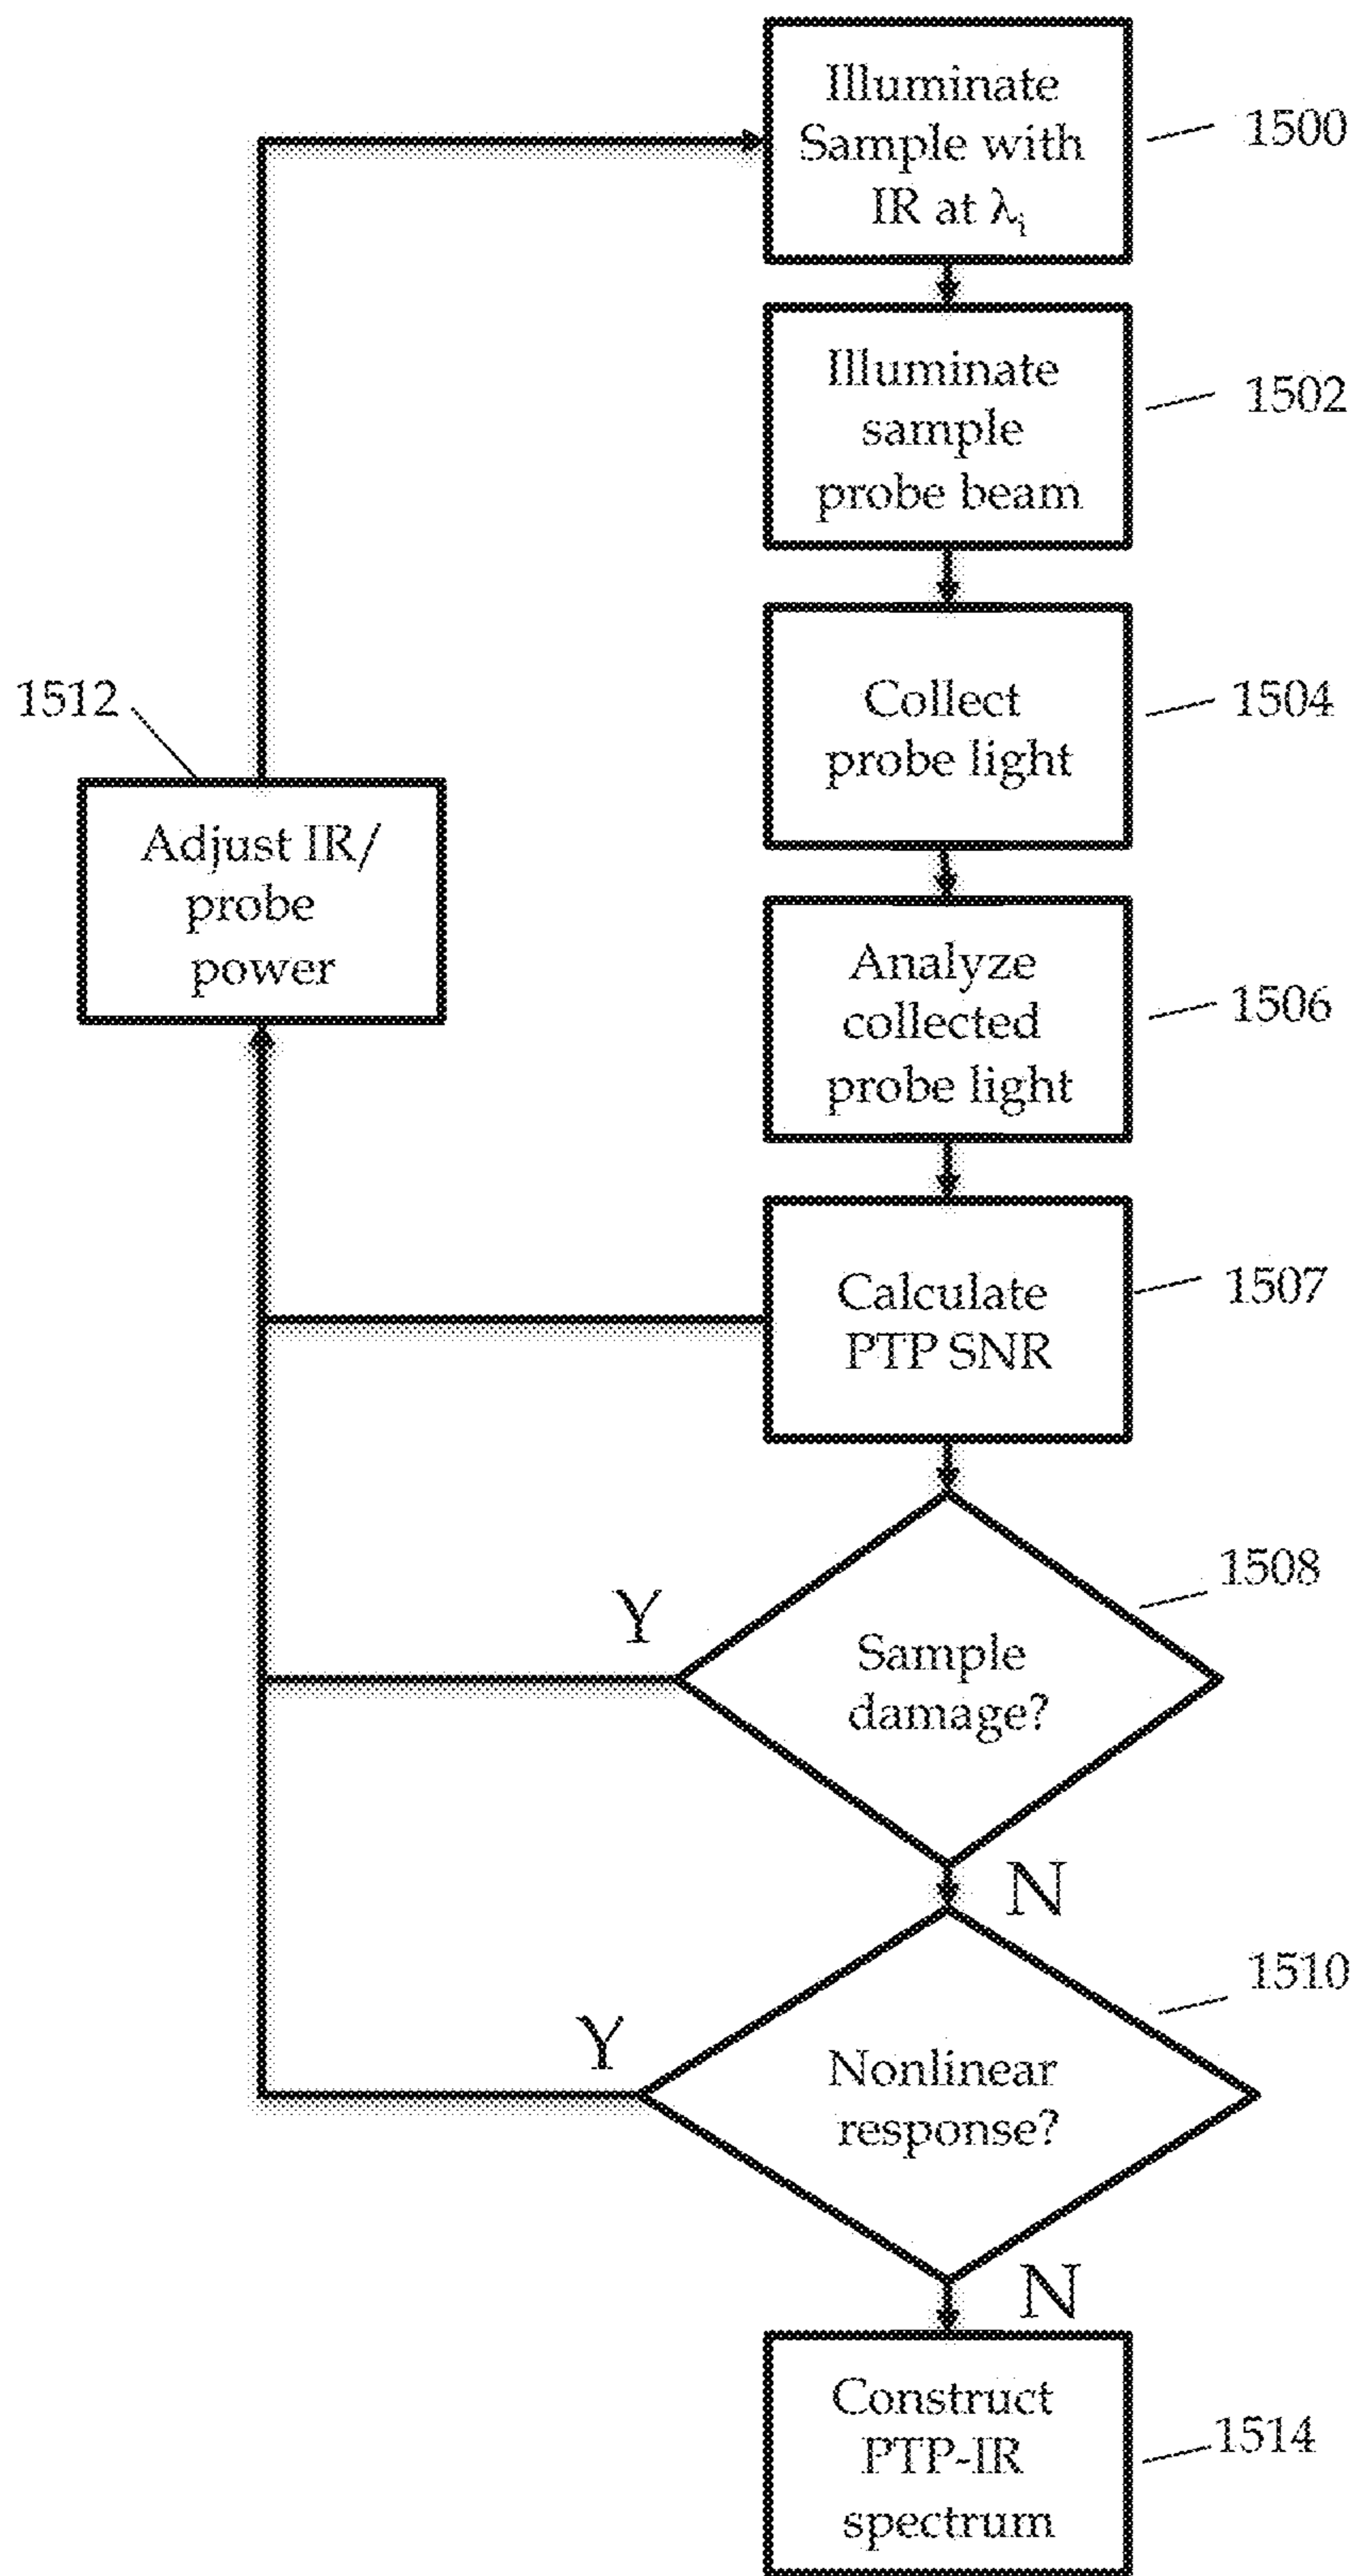 Illuminate
Sample with
IR at λi
1500
Illuminate
sample
probe beam
1502
Collect
probe light
1504
1512
Adjust IR/
probe
power
Analyze
collected
probe light
1506
Calculate
PTP SNR
1507
1508
Y
Sample
damage?
N
1510
Y
Nonlinear
response?
N
Construct
PTP-IR
spectrum
1514